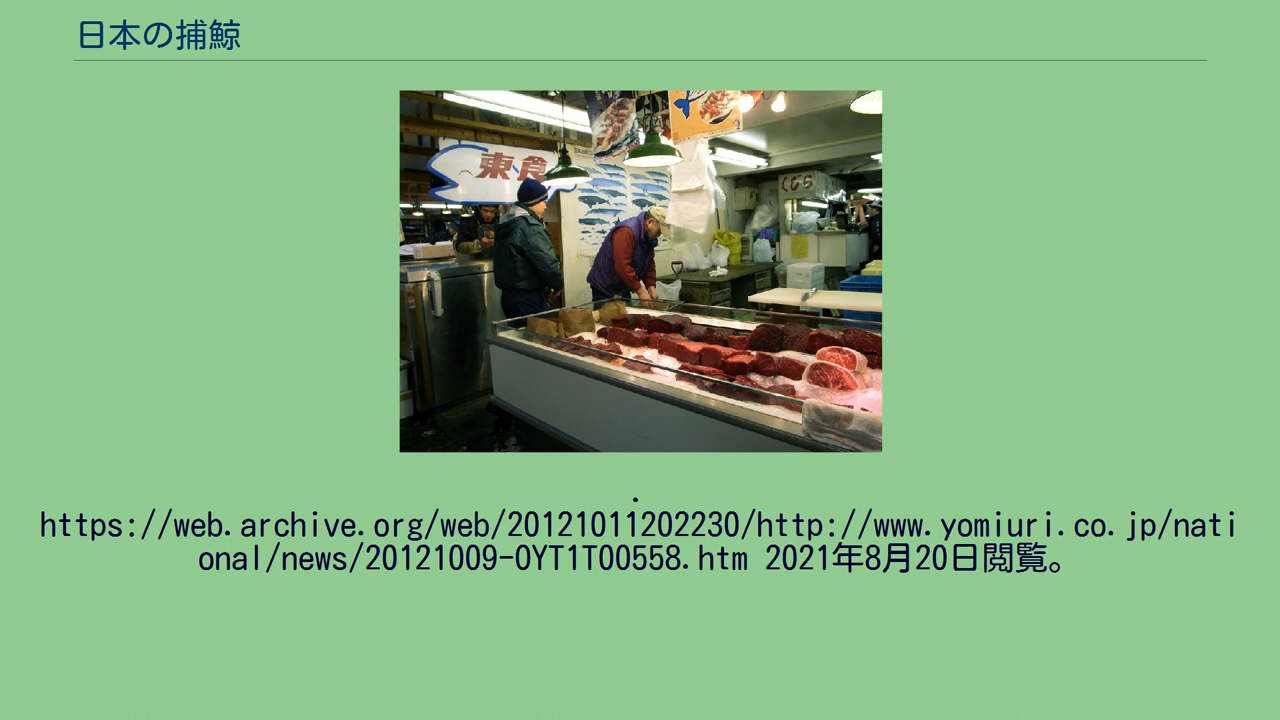 日本の捕鯨
東食
くじら
.
https://web.archive.org/web/20121011202230/http://www.yomiuri.co.jp/nati
onal/news/20121009-OYT1T00558.htm 2021年8月20日閲覧。